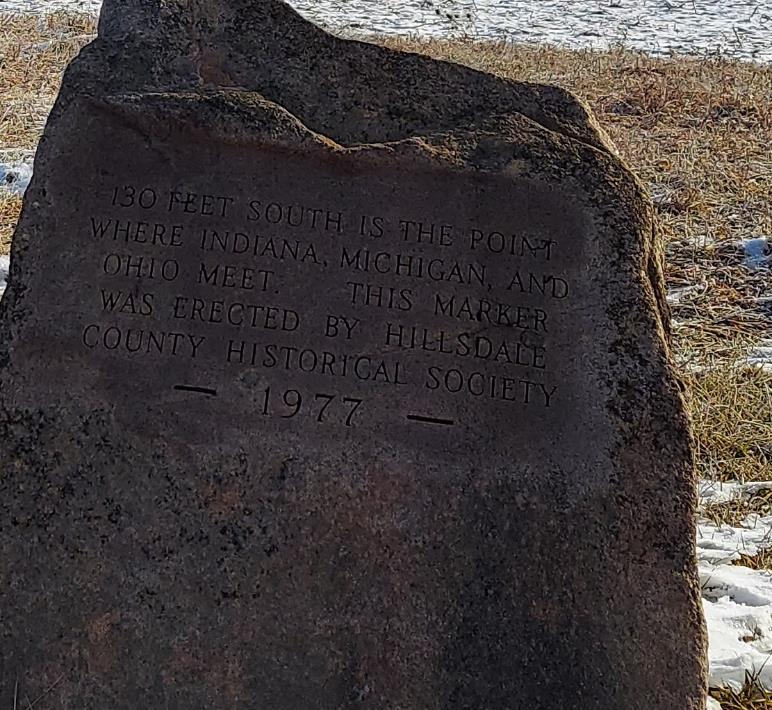 130 FEET SOUTH IS THE POINT
WHERE INDIANA, MICHIGAN, AND
OHIO MEET. THIS MARKER
WAS ERECTED BY HILLSDALE
COUNTY HISTORICAL SOCIETY
— 1977 —